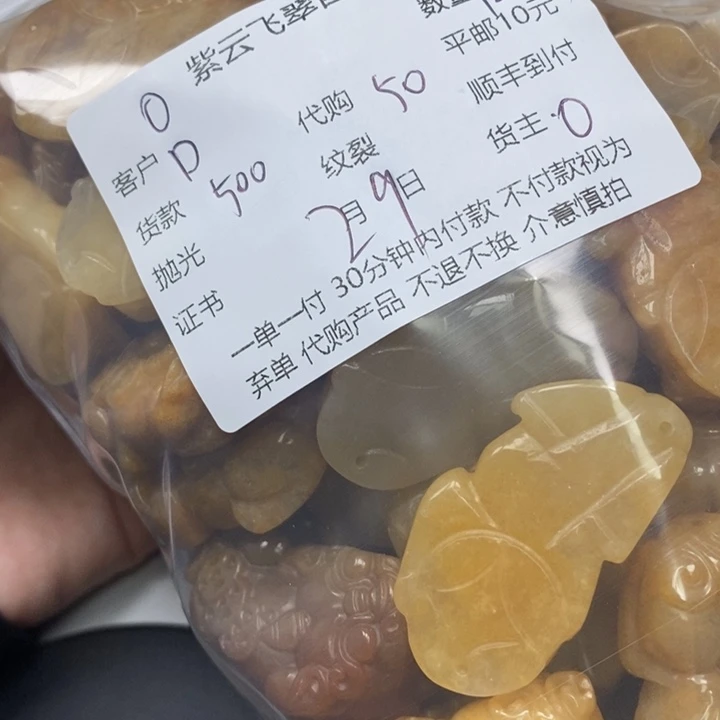 紫云飞翠
数量
平邮10元
O 代购 50 顺丰到付
客户 D 纹裂 货主·O
货款 500 2月9日
抛光
证书
一单一付 30分钟内付款 不付款视为
弃单 代购产品 不退不换 介意慎拍